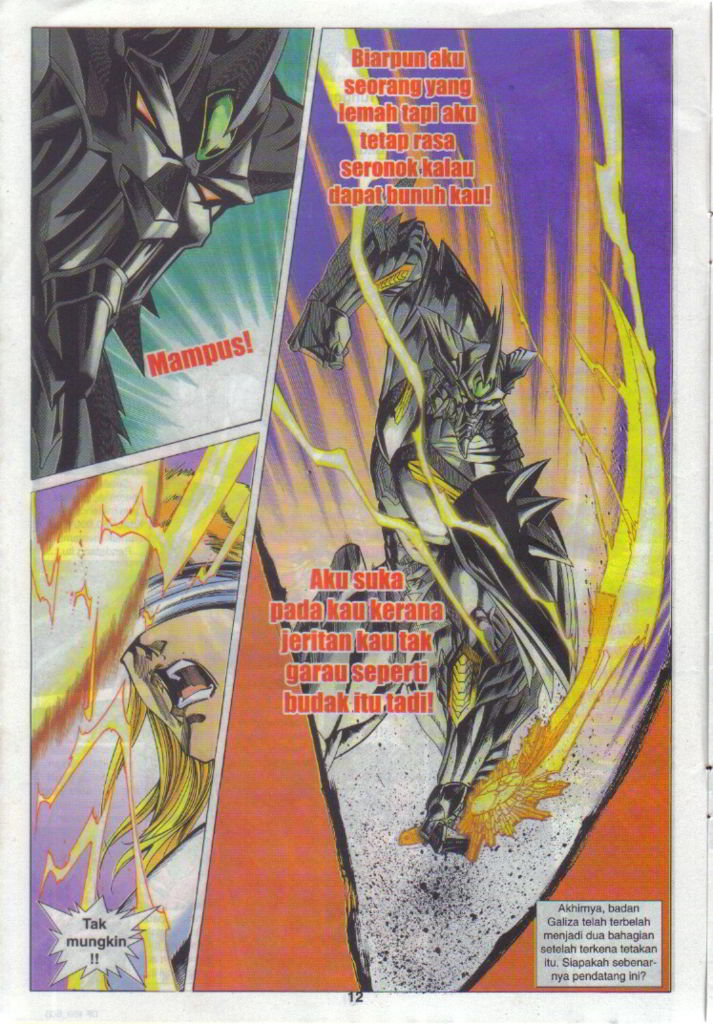 Mampus!
Biarpun aku
seorang yang
lemah tapi aku
tetap rasa
seronok kalau
dapat bunuh kau!
Tak
mungkin
!!
Aku suka
pada kau kerana
jeritan kau tak
garau seperti
budak itu tadi!
Akhirnya, badan
Galiza telah terbelah
menjadi dua bahagian
setelah terkena tetakan
itu. Siapakah sebenar-
nya pendatang ini?
12